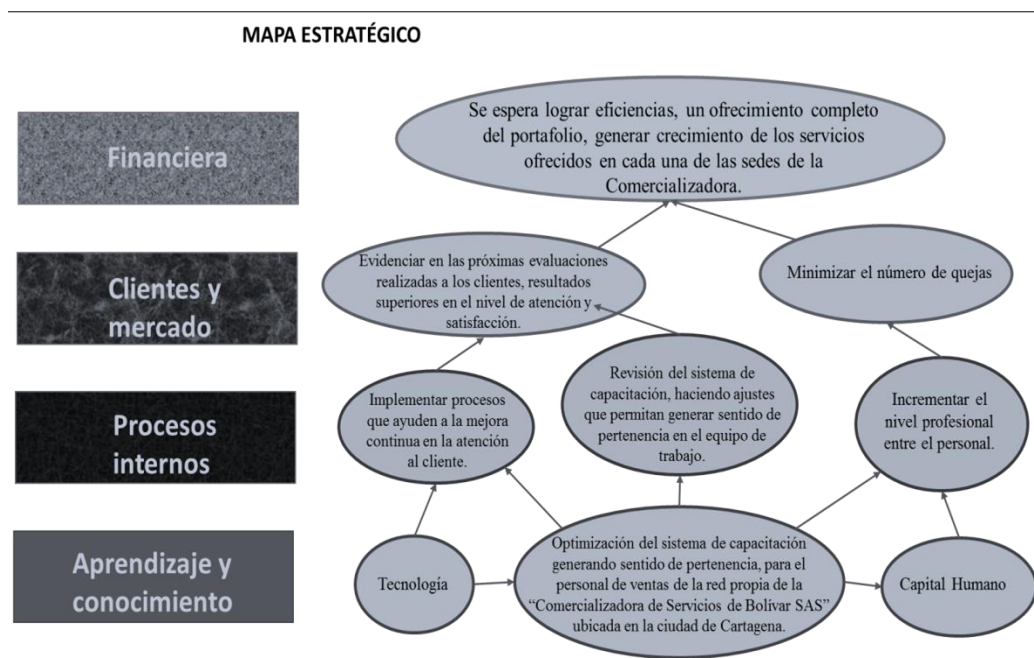 MAPA ESTRATÉGICO
Financiera
Se espera lograr eficiencias, un ofrecimiento completo
del portafolio, generar crecimiento de los servicios
ofrecidos en cada una de las sedes de la
Comercializadora.
Clientes y
mercado
Evidenciar en las próximas evaluaciones
realizadas a los clientes, resultados
superiores en el nivel de atención y
satisfacción.
Minimizar el número de quejas
Procesos
internos
Implementar procesos
que ayuden a la mejora
continua en la atención
al cliente.
Revisión del sistema de
capacitación, haciendo ajustes
que permitan generar sentido
de pertenencia en el equipo de
trabajo.
Incrementar el
nivel profesional
entre el personal.
Aprendizaje y
conocimiento
Tecnología
Optimización del sistema de capacitación
generando sentido de pertenencia, para el
personal de ventas de la red propia de la
“Comercializadora de Servicios de Bolívar SAS”
ubicada en la ciudad de Cartagena.
Capital Humano